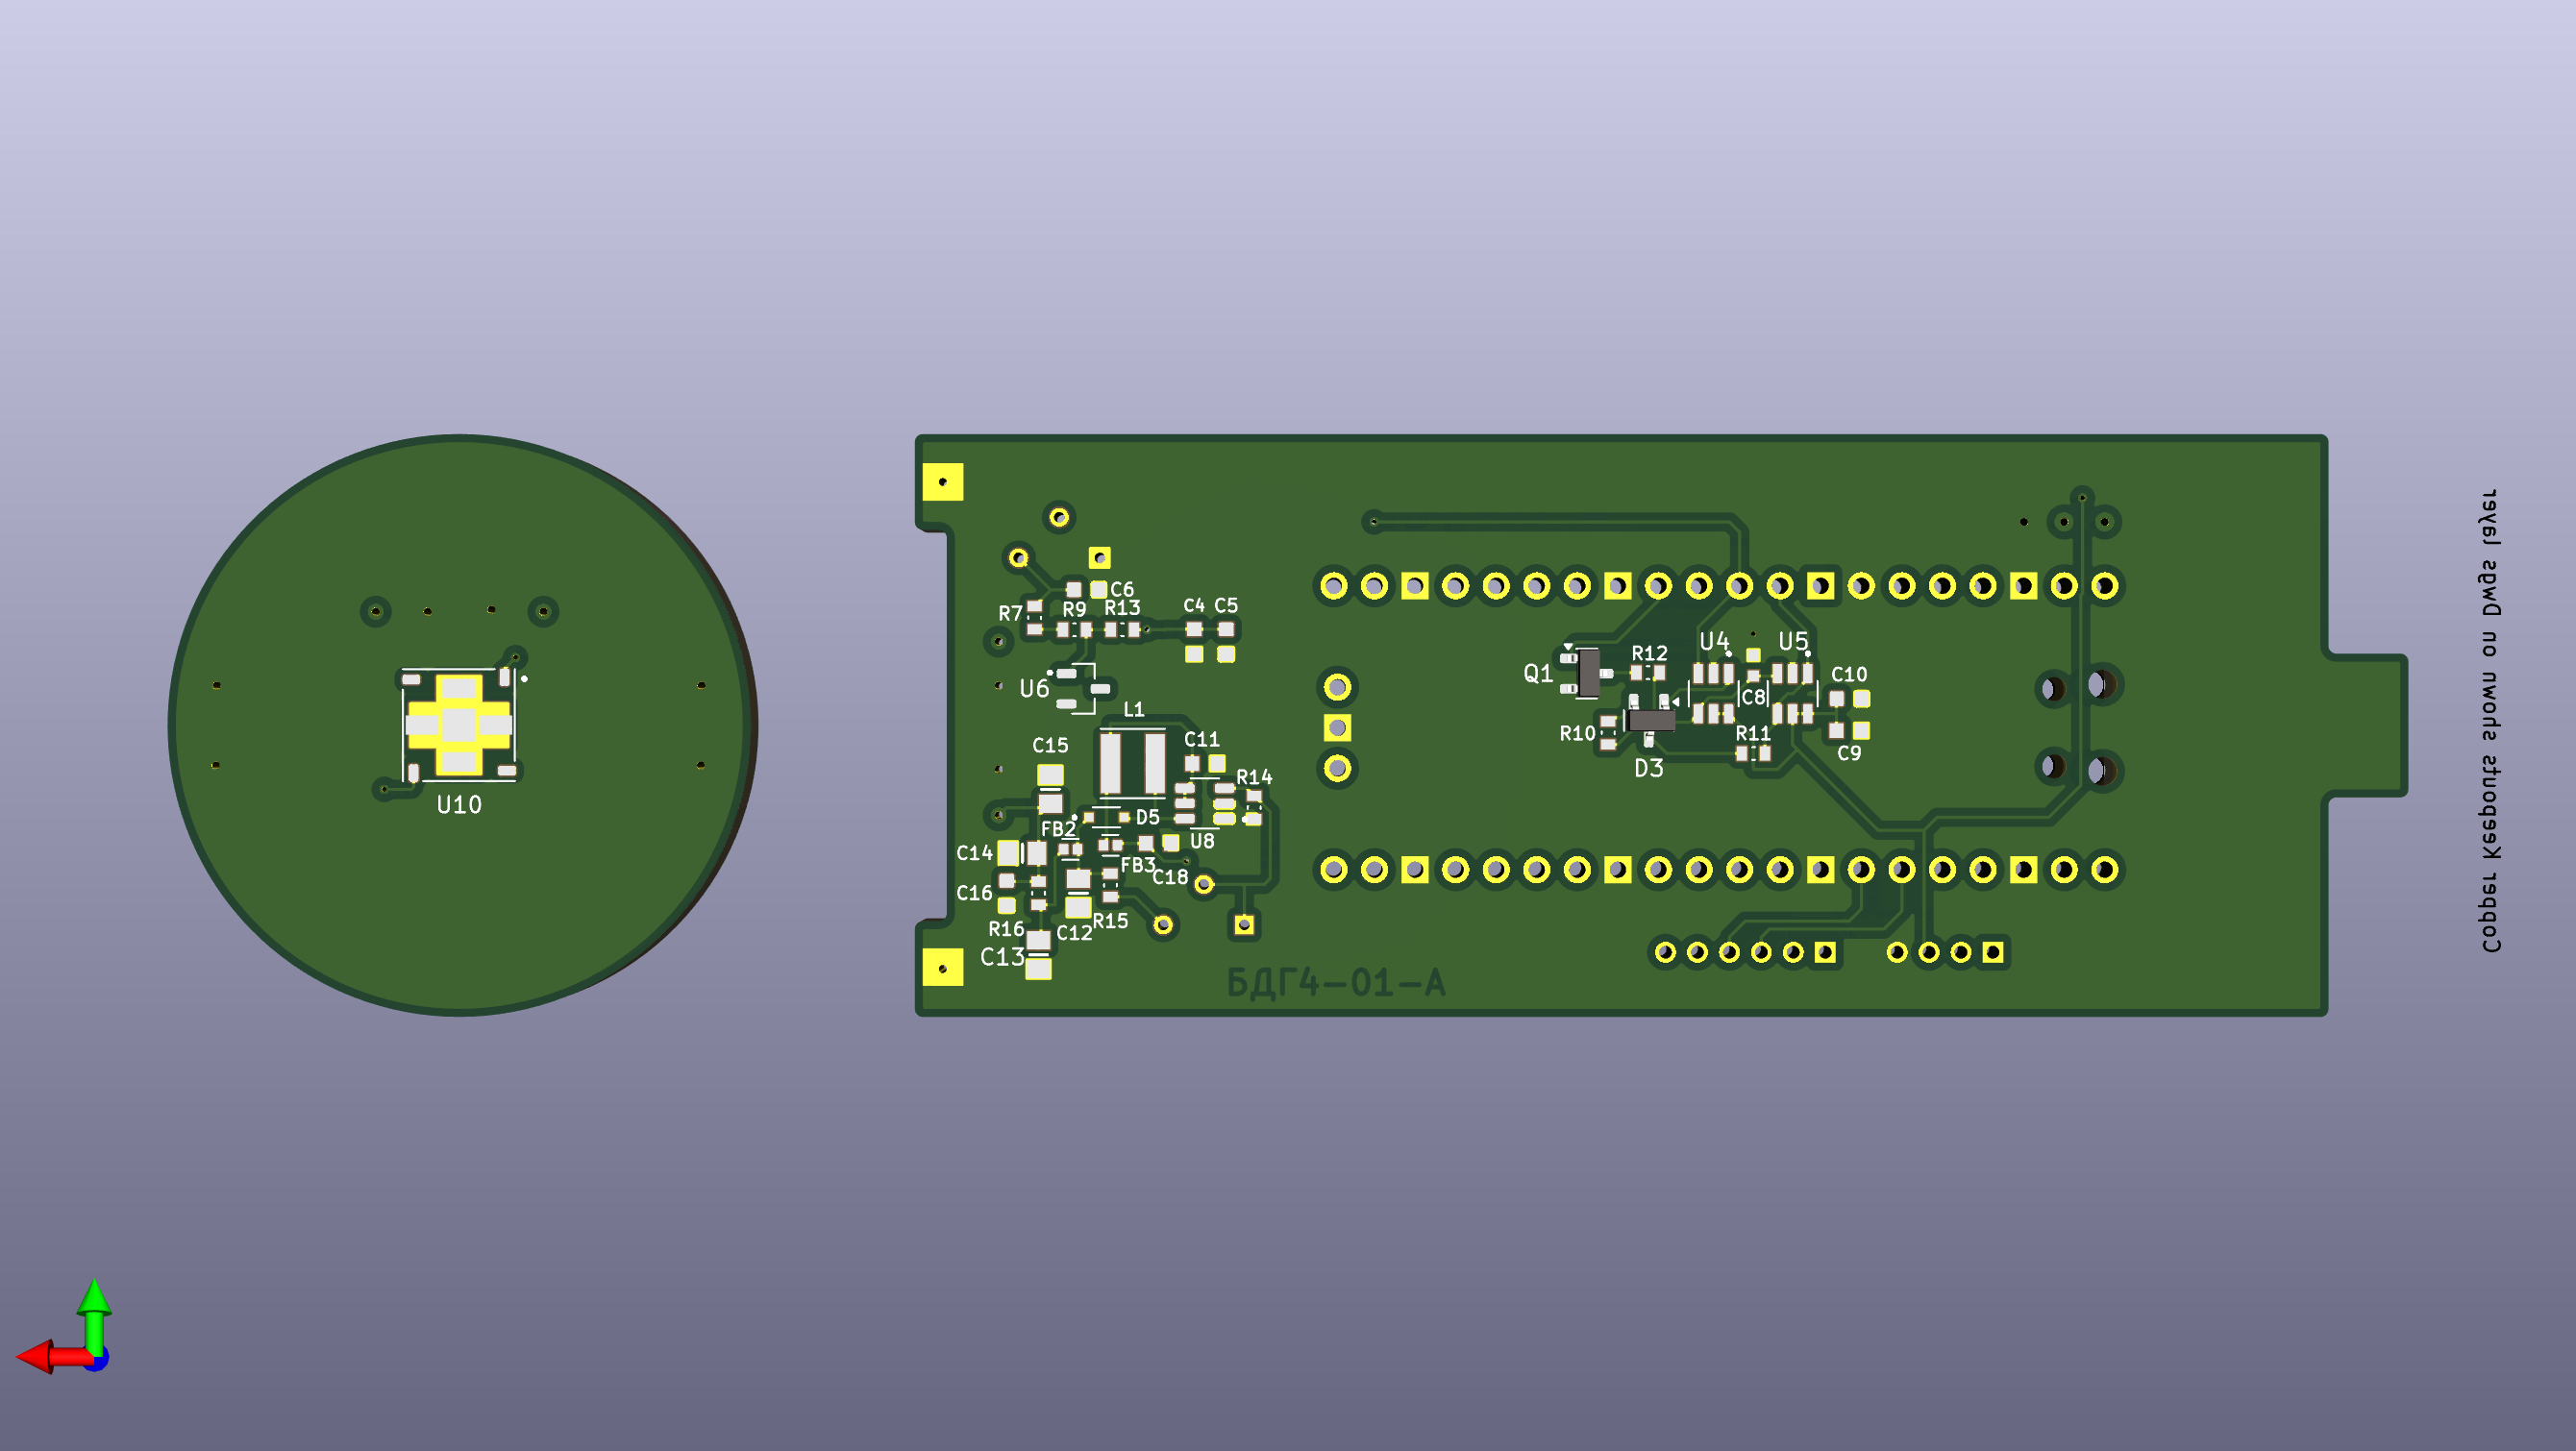 U10
C6
R7
R9
R13
C4
C5
U6
L1
C15
C11
R14
D5
FB2
U8
C14
FB3
C18
C16
R15
R16
C12
C13
БДГ4-01-А
Q1
R12
U4
U5
C8
C10
R10
R11
C9
D3
Copper Keepouts shown on Dwgs layer